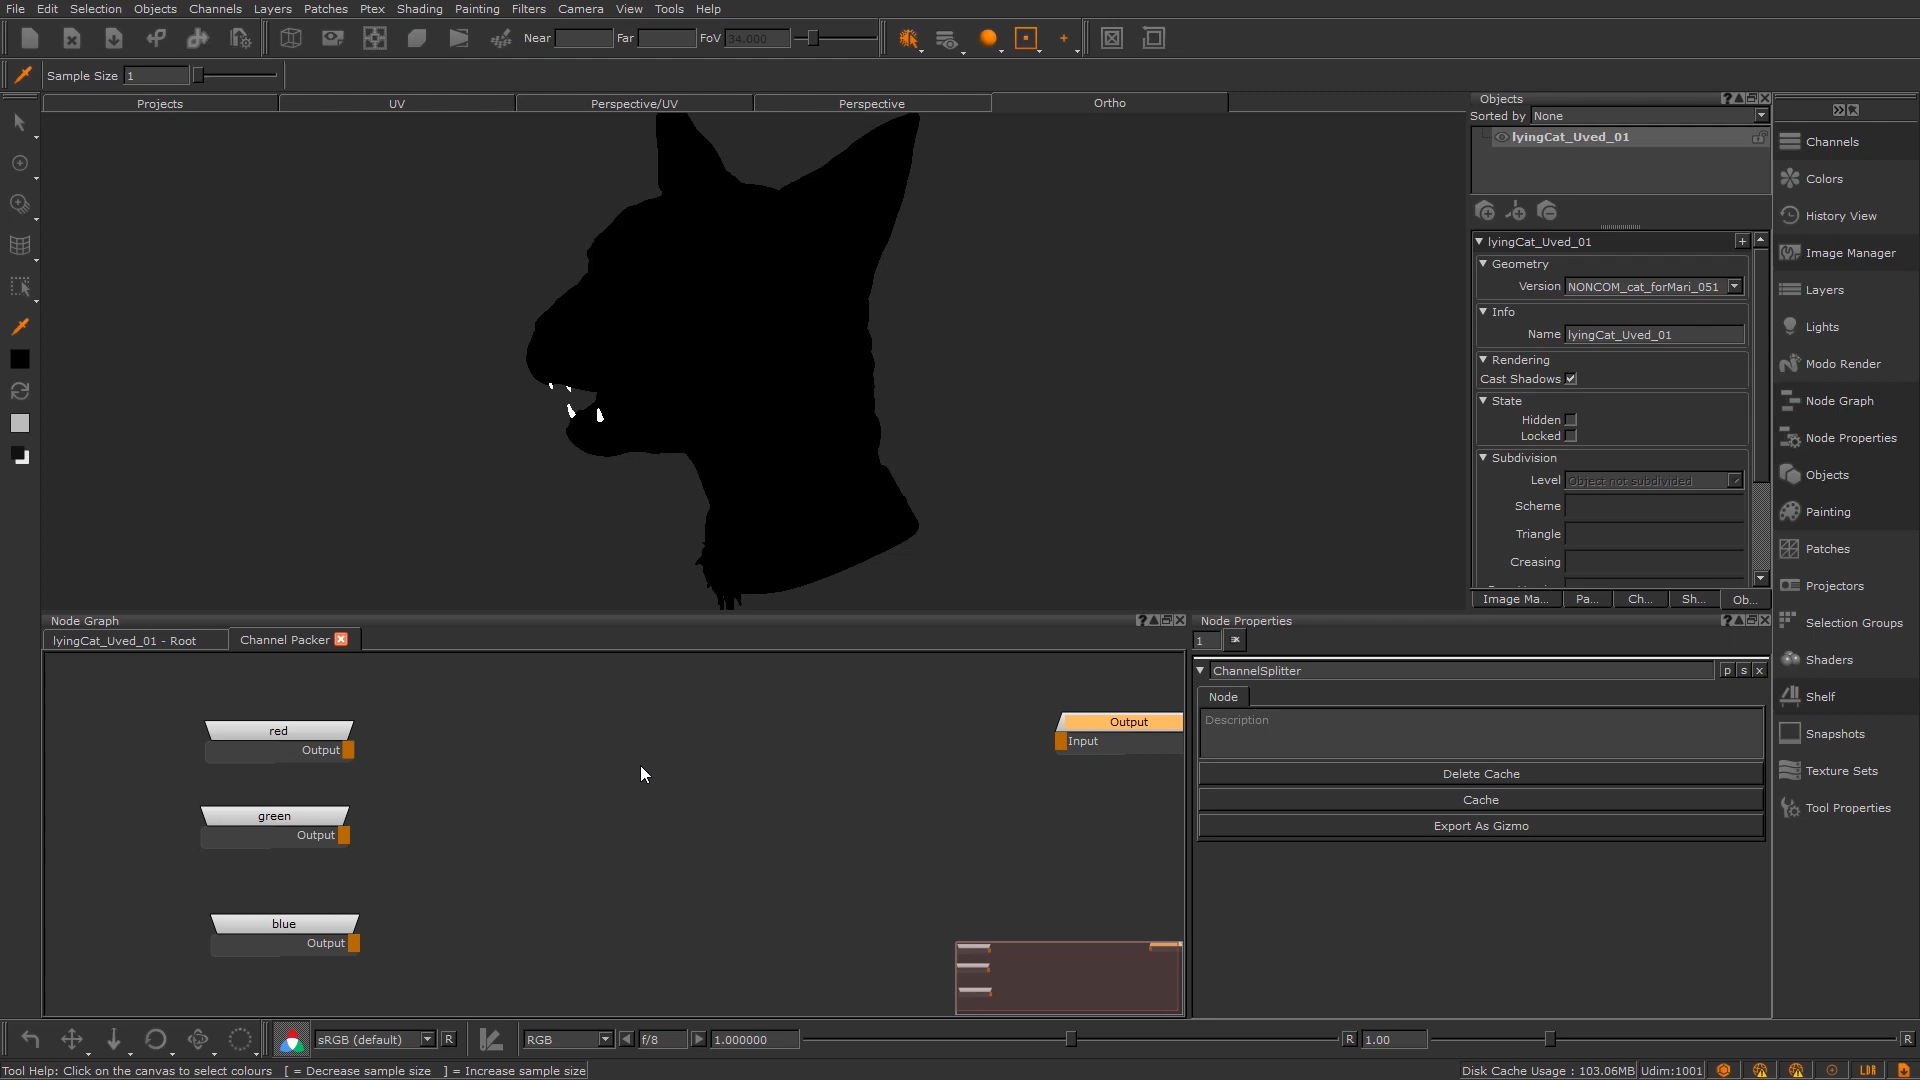 File Edit Selection Objects Channels Layers Patches Ptex Shading Painting Filters Camera View Tools Help
Near Far FoV 34.000
Sample Size 1
Projects UV Perspective/UV Perspective Ortho
Objects
Sorted by None
lyingCat_Uved_01
lyingCat_Uved_01
Geometry
Version NONCOM_cat_forMari_051
Info
Name lyingCat_Uved_01
Rendering
Cast Shadows
State
Hidden
Locked
Subdivision
Level Object not subdivided
Scheme
Triangle
Creasing
Image Ma... Pa... Ch... Sh... Ob...
Channels
Colors
History View
Image Manager
Layers
Lights
Modo Render
Node Graph
Node Properties
Objects
Painting
Patches
Projectors
Selection Groups
Shaders
Shelf
Snapshots
Texture Sets
Tool Properties
Node Graph
lyingCat_Uved_01 - Root Channel Packer
red
Output
green
Output
blue
Output
Output
Input
Node Properties
1
ChannelSplitter p s x
Node
Description
Delete Cache
Cache
Export As Gizmo
sRGB (default) R RGB f/8 1.000000 R 1.00 R
Tool Help: Click on the canvas to select colours [ = Decrease sample size ] = Increase sample size
Disk Cache Usage : 103.06MB Udim:1001 LDR